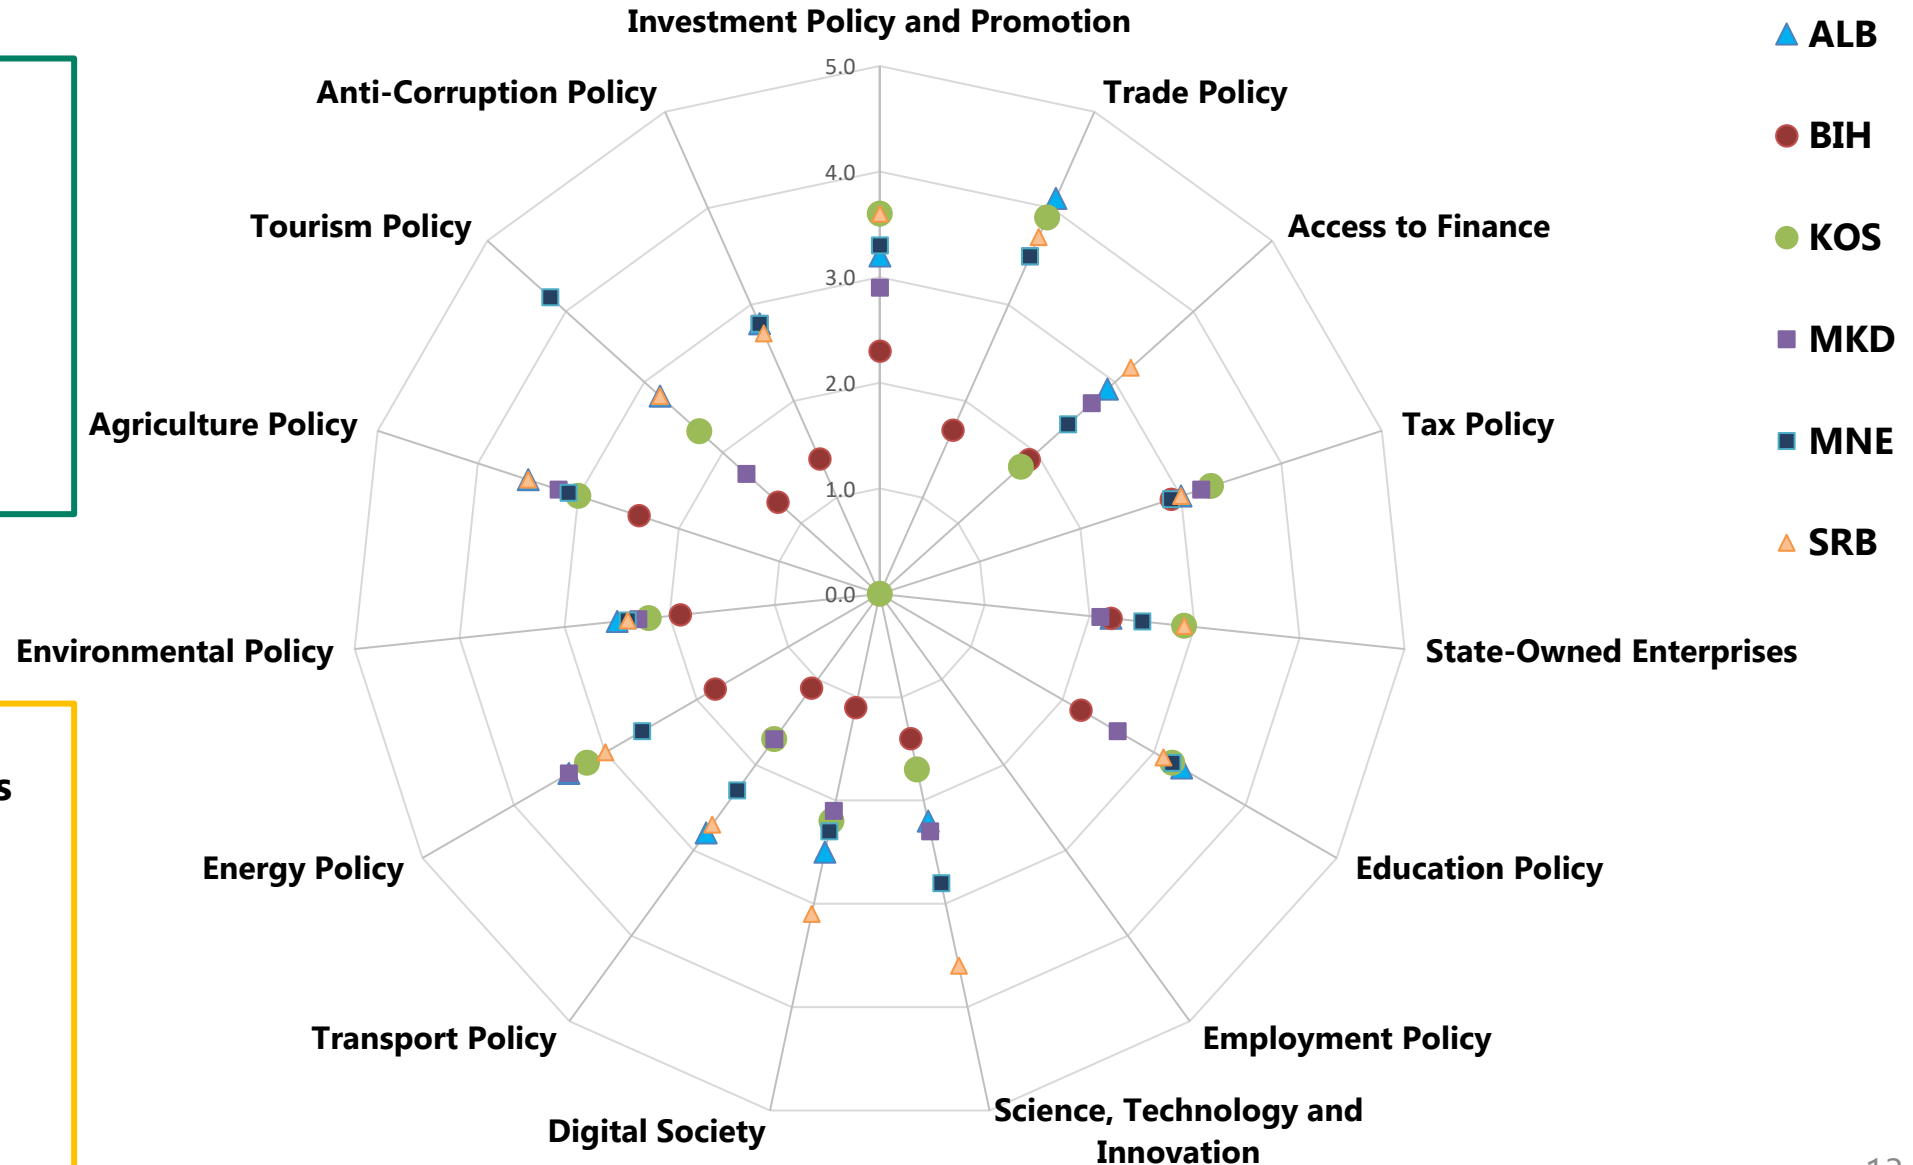 Investment Policy and Promotion
ALB
5.0
Anti-Corruption Policy
Trade Policy
BIH
4.0
Tourism Policy
Access to Finance
KOS
3.0
MKD
2.0
Agriculture Policy
Tax Policy
MNE
1.0
SRB
0.0
Environmental Policy
State-Owned Enterprises
s
Energy Policy
Education Policy
Transport Policy
Employment Policy
Digital Society
Science, Technology and
Innovation